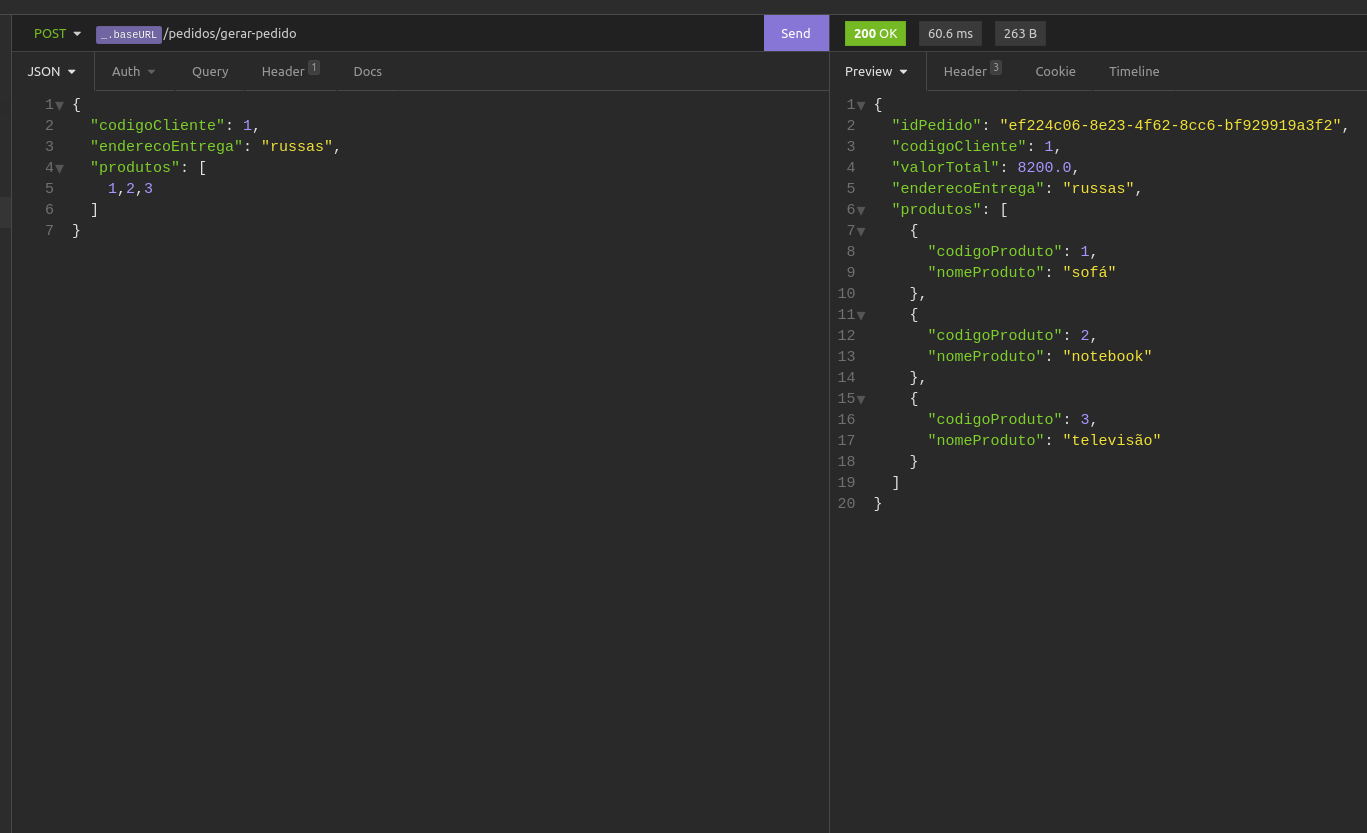 POST _.baseURL /pedidos/gerar-pedido Send 200 OK 60.6 ms 263 B
JSON Auth Query Header 1 Docs
1 {
2 "codigoCliente": 1,
3 "enderecoEntrega": "russas",
4 "produtos": [
5 1,2,3
6 ]
7 }
Preview Header 3 Cookie Timeline
1 {
2 "idPedido": "ef224c06-8e23-4f62-8cc6-bf929919a3f2",
3 "codigoCliente": 1,
4 "valorTotal": 8200.0,
5 "enderecoEntrega": "russas",
6 "produtos": [
7 {
8 "codigoProduto": 1,
9 "nomeProduto": "sofá"
10 },
11 {
12 "codigoProduto": 2,
13 "nomeProduto": "notebook"
14 },
15 {
16 "codigoProduto": 3,
17 "nomeProduto": "televisão"
18 }
19 ]
20 }